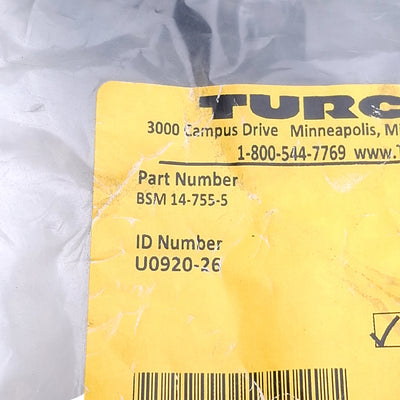 TURC
3000 Campus Drive Minneapolis, M
1-800-544-7769 www.T
Part Number
BSM 14-755-5
ID Number
U0920-26